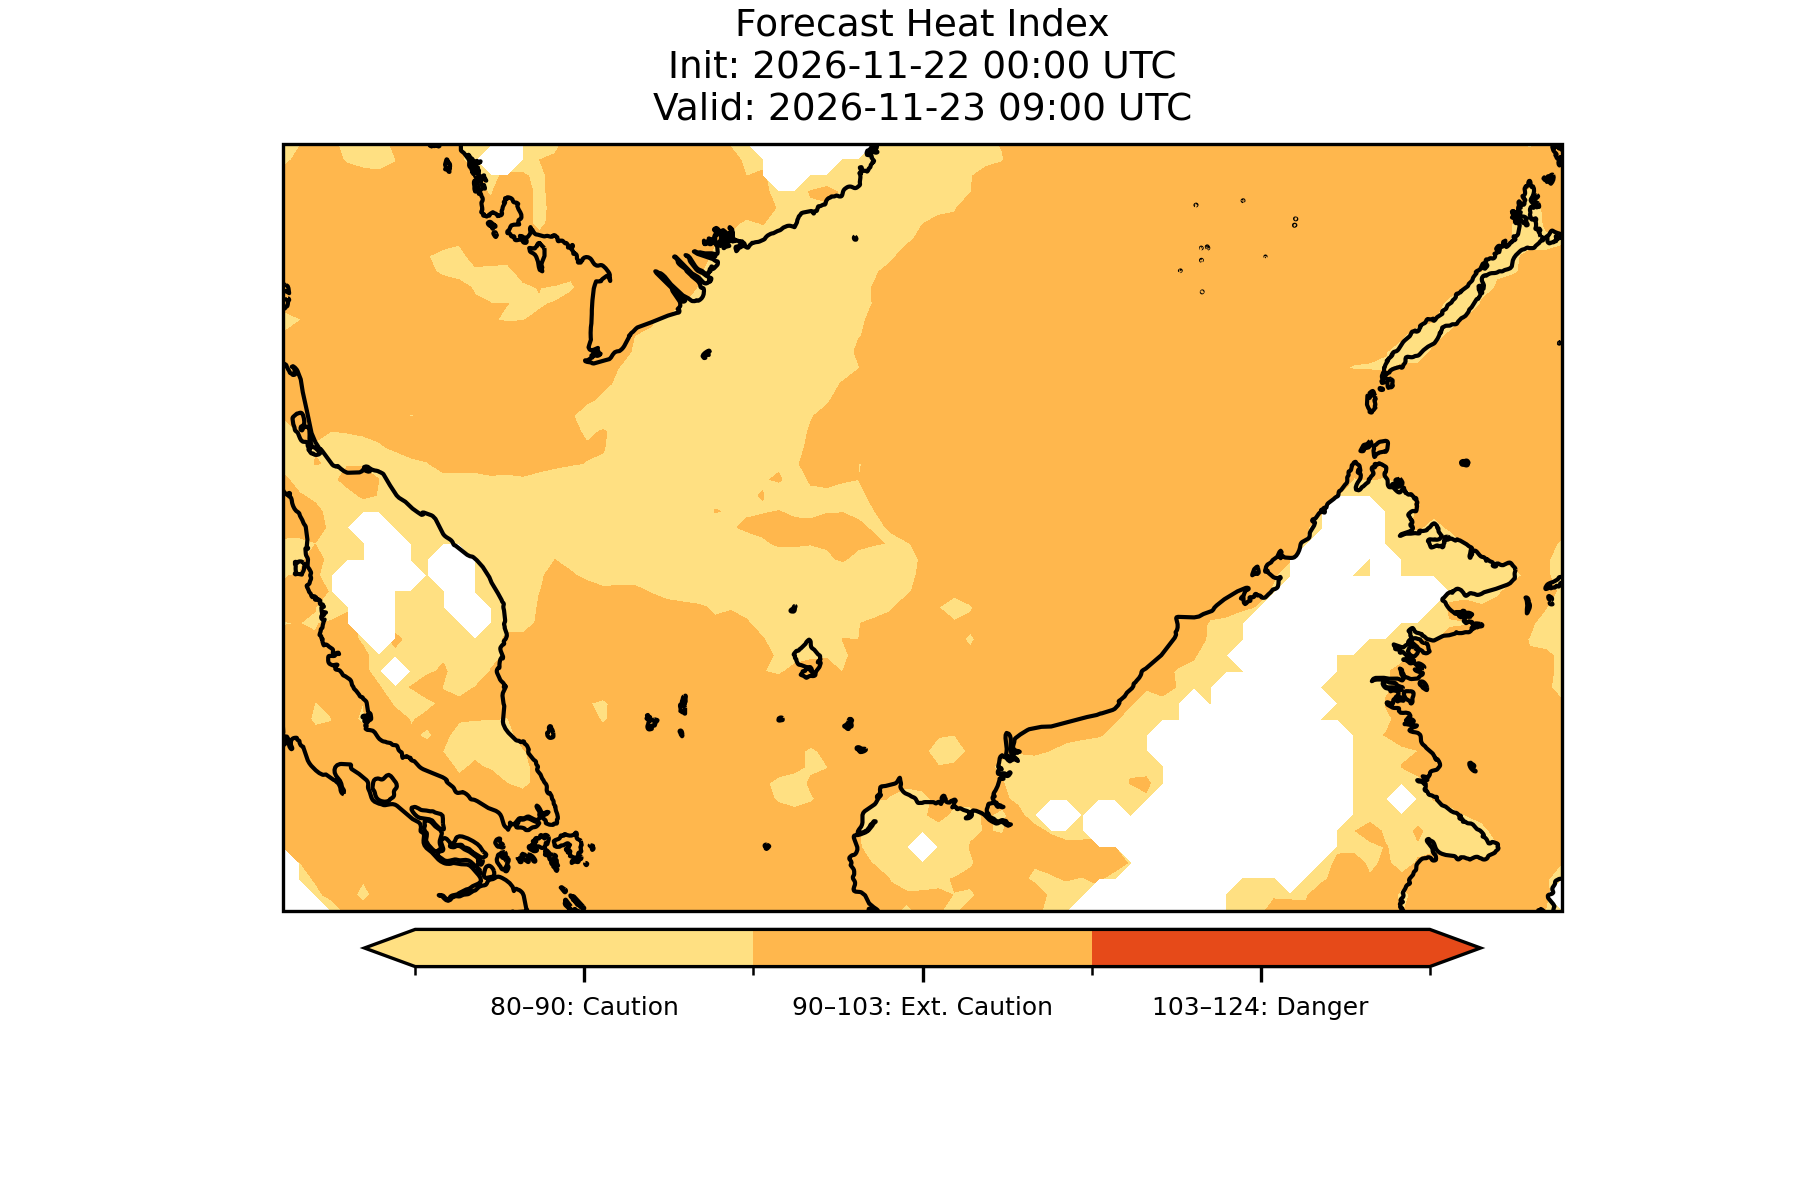 Forecast Heat Index
Init: 2026-11-22 00:00 UTC
Valid: 2026-11-23 09:00 UTC
80–90: Caution
90–103: Ext. Caution
103–124: Danger